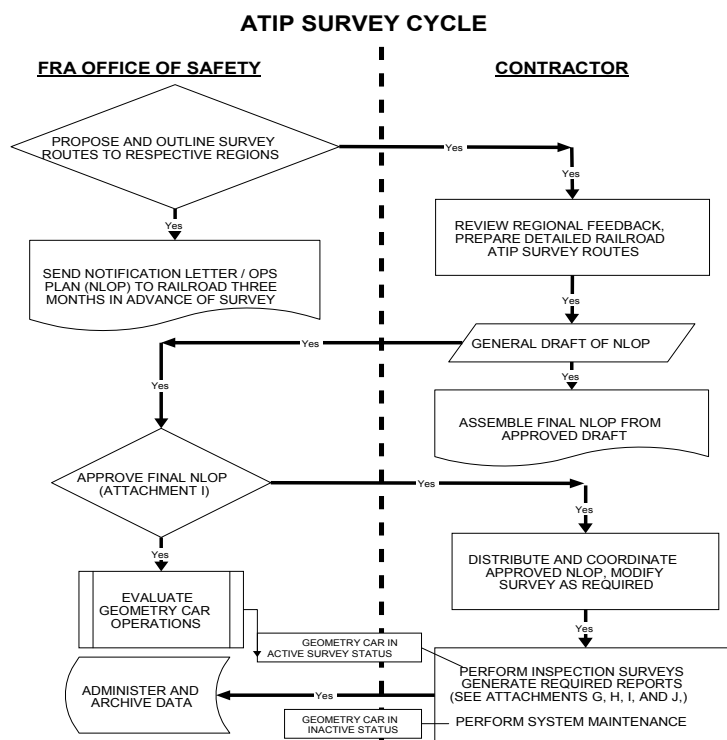 ATIP SURVEY CYCLE
FRA OFFICE OF SAFETY
CONTRACTOR
PROPOSE AND OUTLINE SURVEY
ROUTES TO RESPECTIVE REGIONS
Yes
Yes
Yes
SEND NOTIFICATION LETTER / OPS
PLAN (NLOP) TO RAILROAD THREE
MONTHS IN ADVANCE OF SURVEY
REVIEW REGIONAL FEEDBACK,
PREPARE DETAILED RAILROAD
ATIP SURVEY ROUTES
Yes
GENERAL DRAFT OF NLOP
Yes
Yes
Yes
ASSEMBLE FINAL NLOP FROM
APPROVED DRAFT
APPROVE FINAL NLOP
(ATTACHMENT I)
Yes
Yes
Yes
DISTRIBUTE AND COORDINATE
APPROVED NLOP, MODIFY
SURVEY AS REQUIRED
EVALUATE
GEOMETRY CAR
OPERATIONS
Yes
GEOMETRY CAR IN
ACTIVE SURVEY STATUS
PERFORM INSPECTION SURVEYS
GENERATE REQUIRED REPORTS
(SEE ATTACHMENTS G, H, I, AND J,)
Yes
ADMINISTER AND
ARCHIVE DATA
GEOMETRY CAR IN
INACTIVE STATUS
PERFORM SYSTEM MAINTENANCE